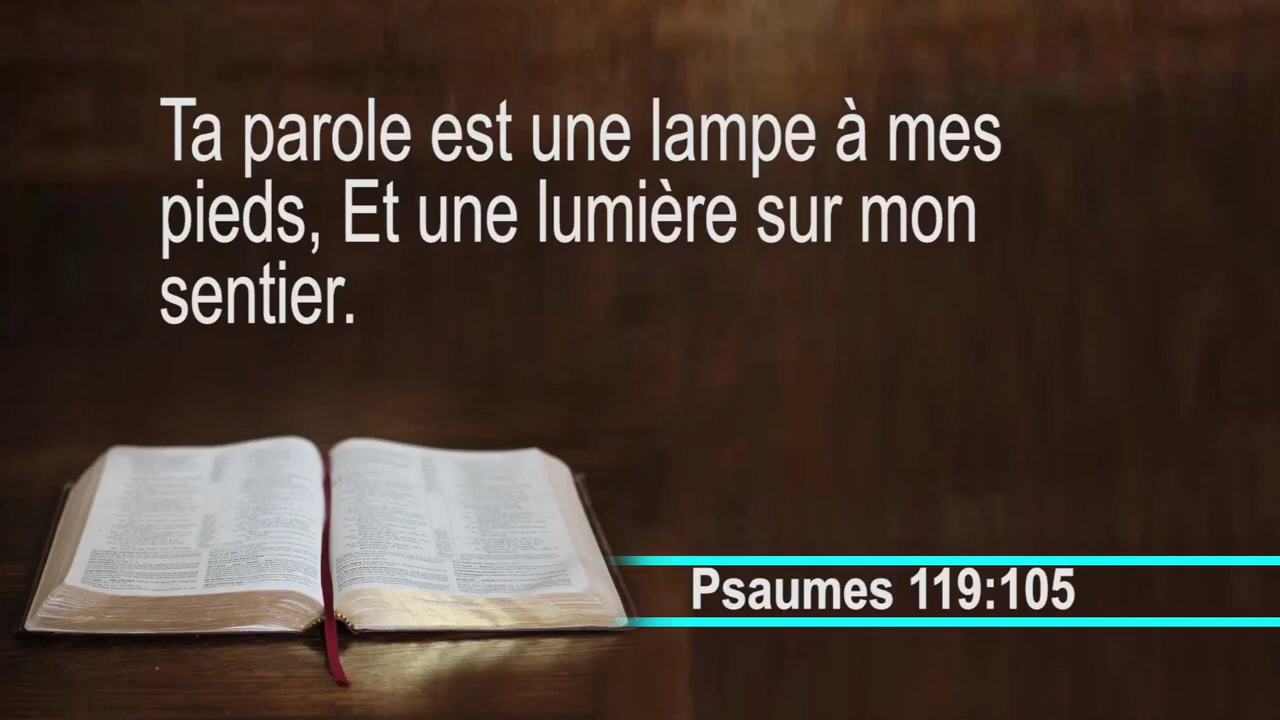 Ta parole est une lampe à mes
pieds, Et une lumière sur mon
sentier.
Psaumes 119:105